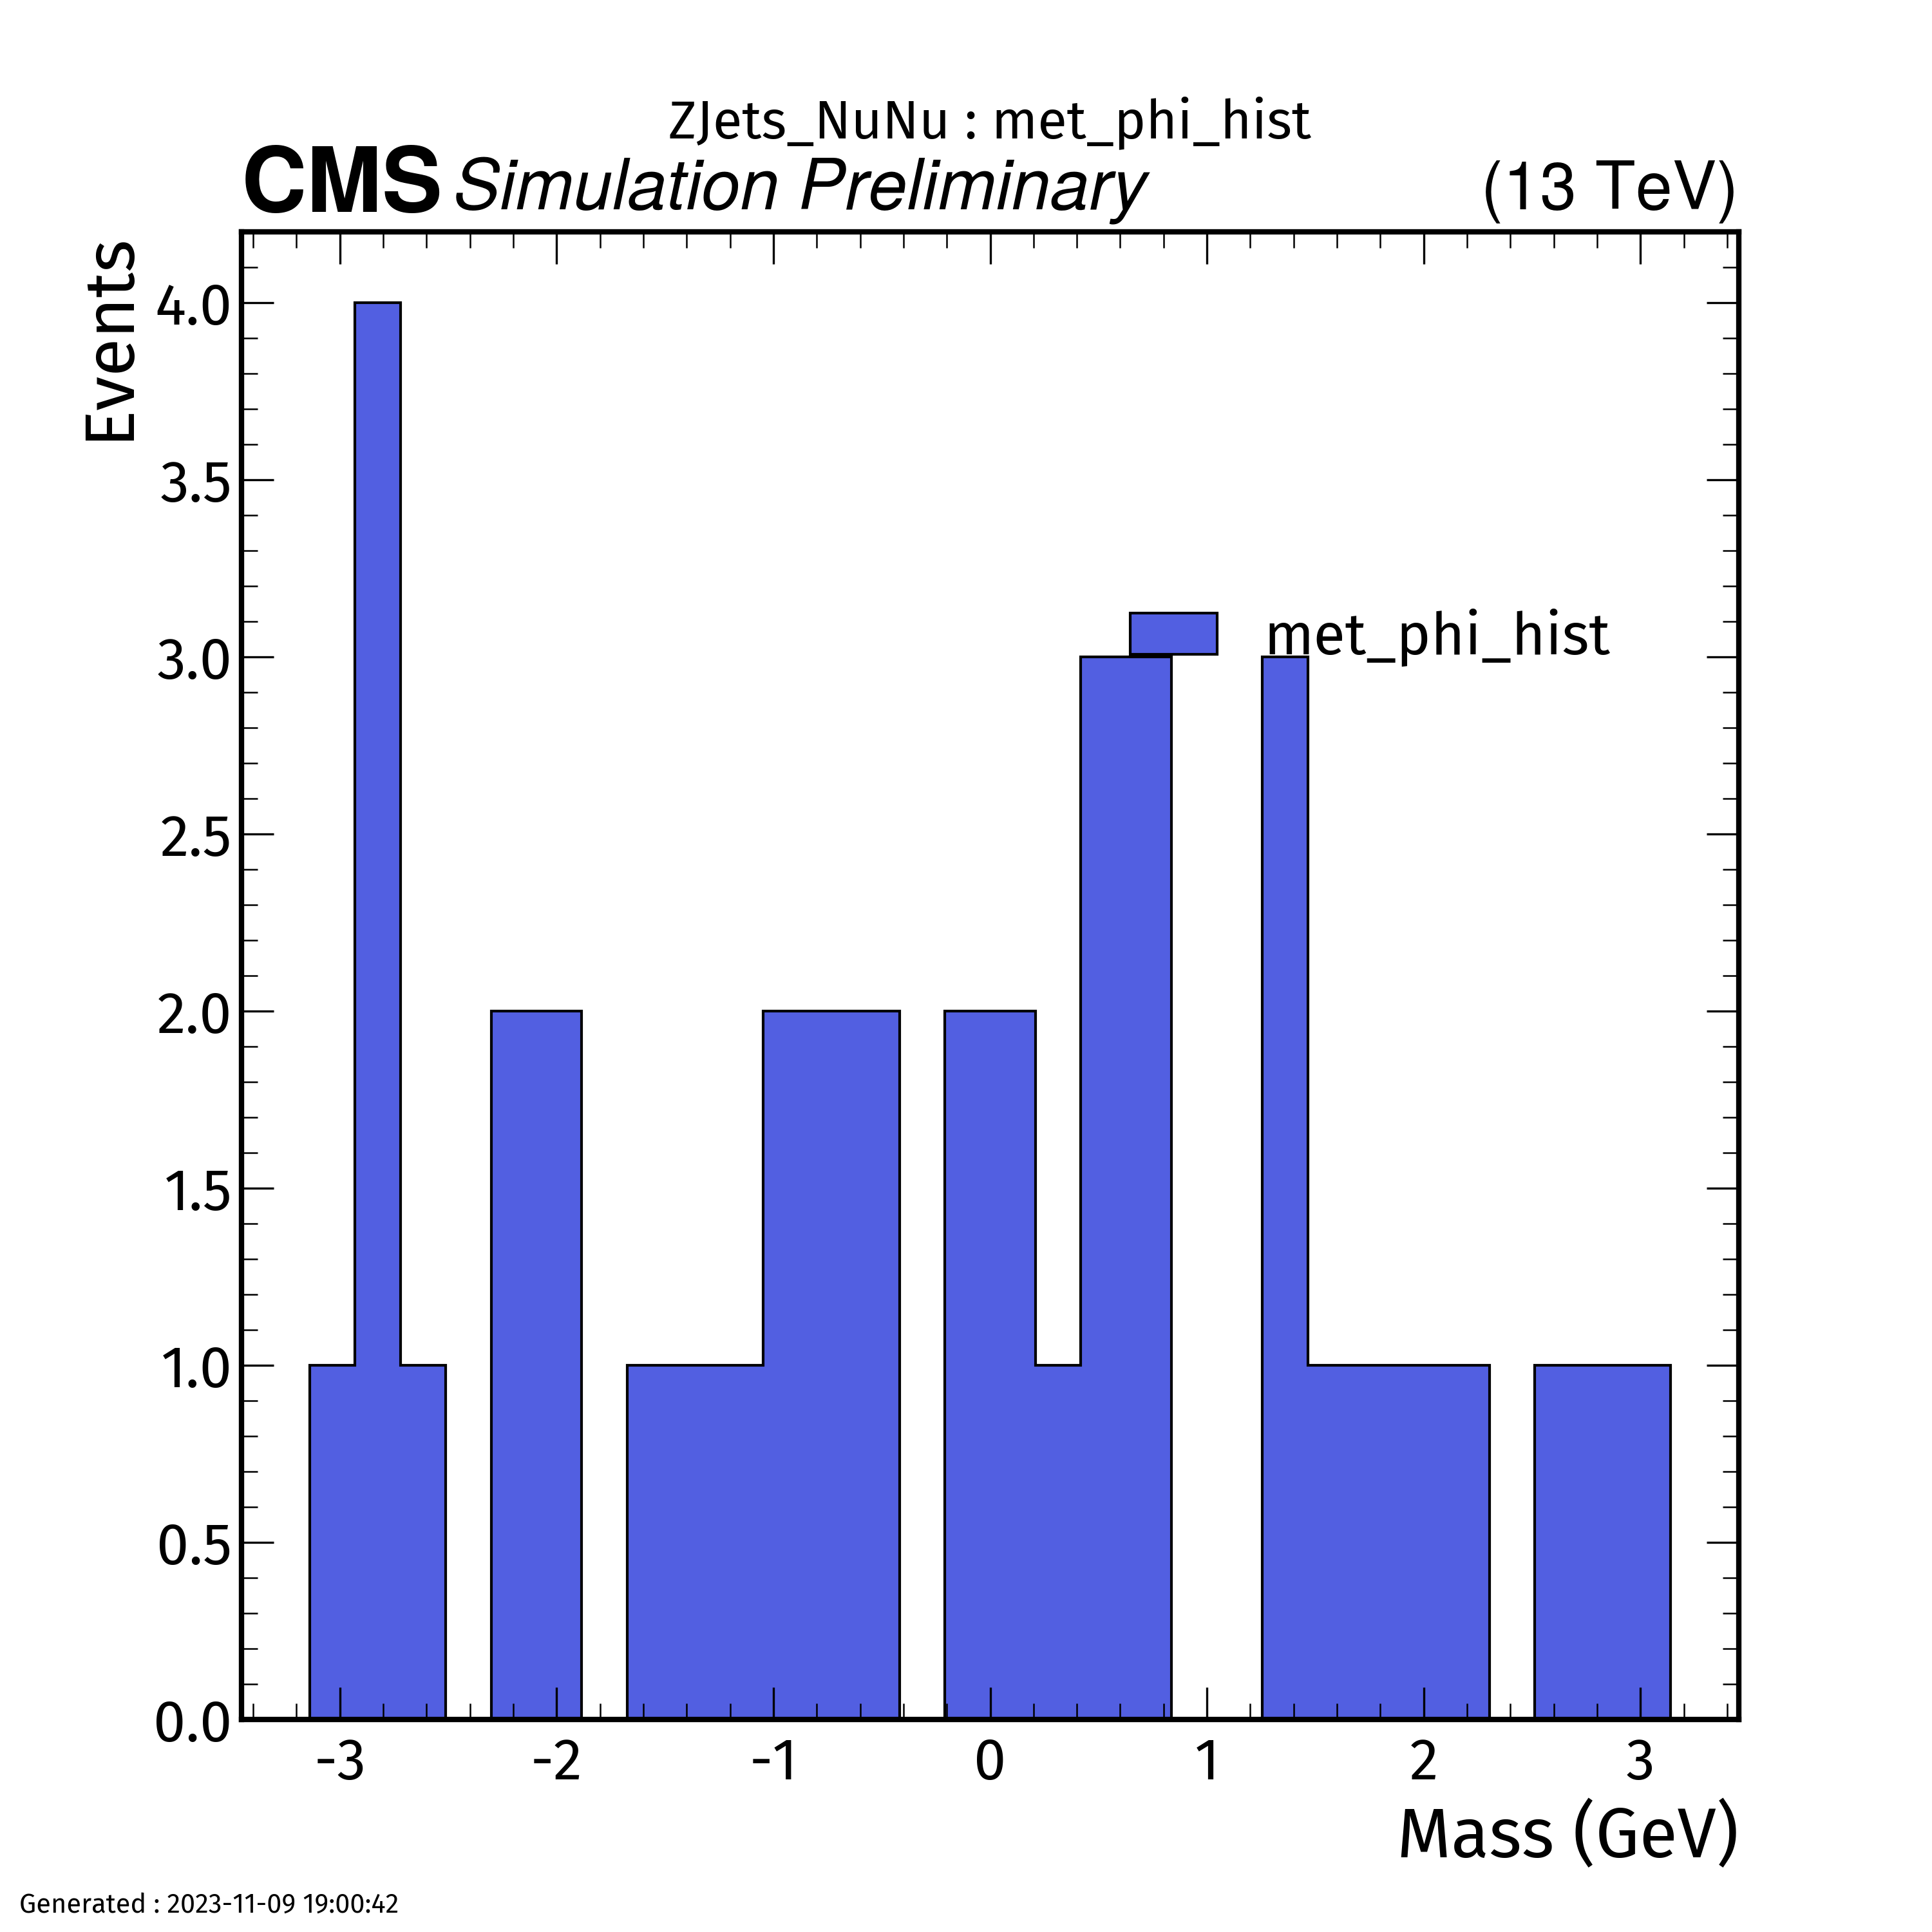 ZJets_NuNu : met_phi_hist
CMS Simulation Preliminary (13 TeV)
Events
4.0
3.5
3.0
2.5
2.0
1.5
1.0
0.5
0.0
met_phi_hist
-3 -2 -1 0 1 2 3
Mass (GeV)
Generated : 2023-11-09 19:00:42